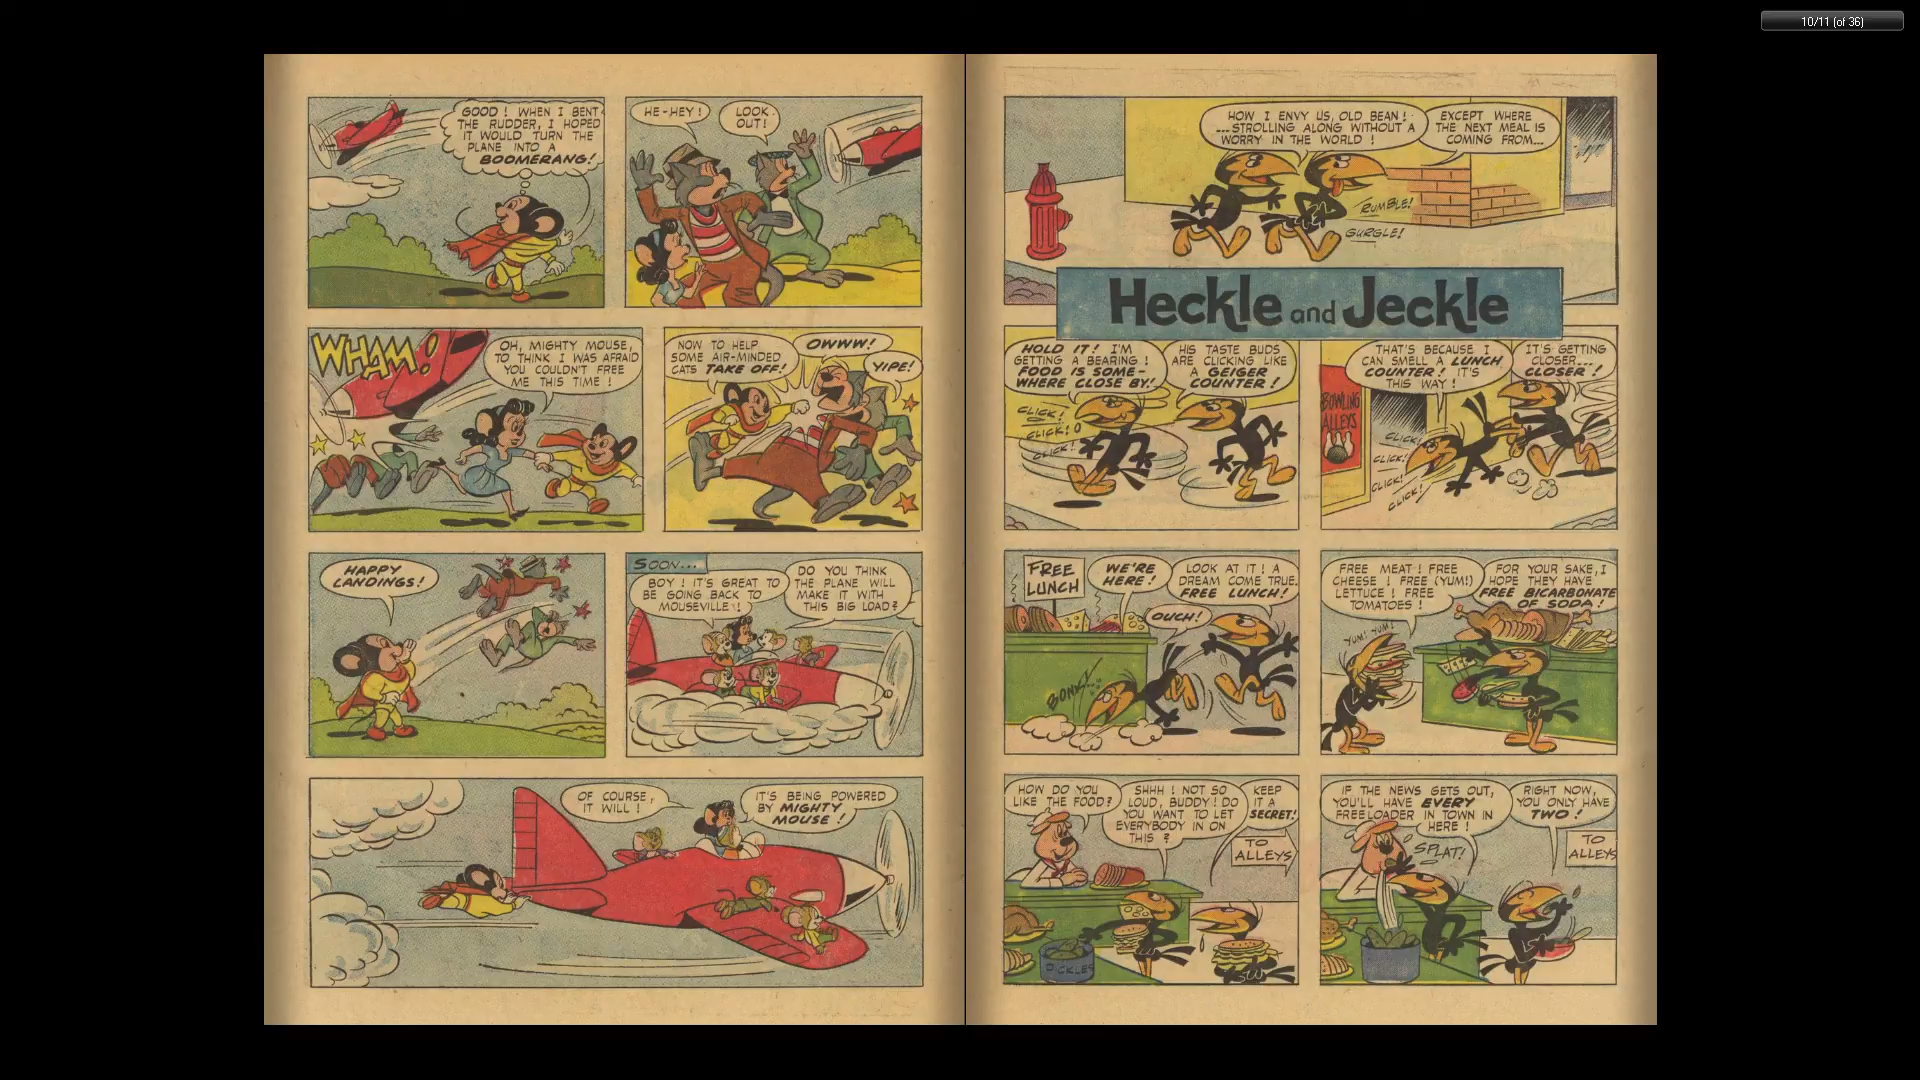 10/11 (of 36)
GOOD! WHEN I BENT
THE RUDDER, I HOPED
IT WOULD TURN THE
PLANE INTO A
BOOMERANG!
HE-HEY!
LOOK
OUT!
WHAM!
OH, MIGHTY MOUSE,
TO THINK I WAS AFRAID
YOU COULDN'T FREE
ME THIS TIME!
NOW TO HELP
SOME AIR-MINDED
CATS TAKE OFF!
OWWW!
YIPE!
HAPPY
LANDINGS!
SOON...
BOY! IT'S GREAT TO
BE GOING BACK TO
MOUSEVILLE!
DO YOU THINK
THE PLANE WILL
MAKE IT WITH
THIS BIG LOAD?
OF COURSE,
IT WILL!
IT'S BEING POWERED
BY MIGHTY
MOUSE!
HOW I ENVY US, OLD BEAN!
...STROLLING ALONG WITHOUT A
WORRY IN THE WORLD!
EXCEPT WHERE
THE NEXT MEAL IS
COMING FROM...
RUMBLE!
GURGLE!
Heckle and Jeckle
HOLD IT! I'M
GETTING A BEARING!
FOOD IS SOME-
WHERE CLOSE BY!
HIS TASTE BUDS
ARE CLICKING LIKE
A GEIGER
COUNTER!
CLICK!
CLICK!
CLICK!
THAT'S BECAUSE I
CAN SMELL A LUNCH
COUNTER! IT'S
THIS WAY!
IT'S GETTING
CLOSER...
CLOSER!
BOWLING
ALLEYS
CLICK!
CLICK!
CLICK!
CLICK!
FREE
LUNCH
WE'RE
HERE!
LOOK AT IT! A
DREAM COME TRUE.
FREE LUNCH!
OUCH!
BONK!
FREE MEAT! FREE
CHEESE! FREE (YUM!)
LETTUCE! FREE
TOMATOES!
FOR YOUR SAKE, I
HOPE THEY HAVE
FREE BICARBONATE
OF SODA!
YUM! YUM!
HOW DO YOU
LIKE THE FOOD?
SHHH! NOT SO
LOUD, BUDDY! DO
YOU WANT TO LET
EVERYBODY IN ON
THIS?
KEEP
IT A
SECRET!
TO
ALLEYS
PICKLES
IF THE NEWS GETS OUT,
YOU'LL HAVE EVERY
FREELOADER IN TOWN IN
HERE!
RIGHT NOW,
YOU ONLY HAVE
TWO!
SPLAT!
TO
ALLEYS